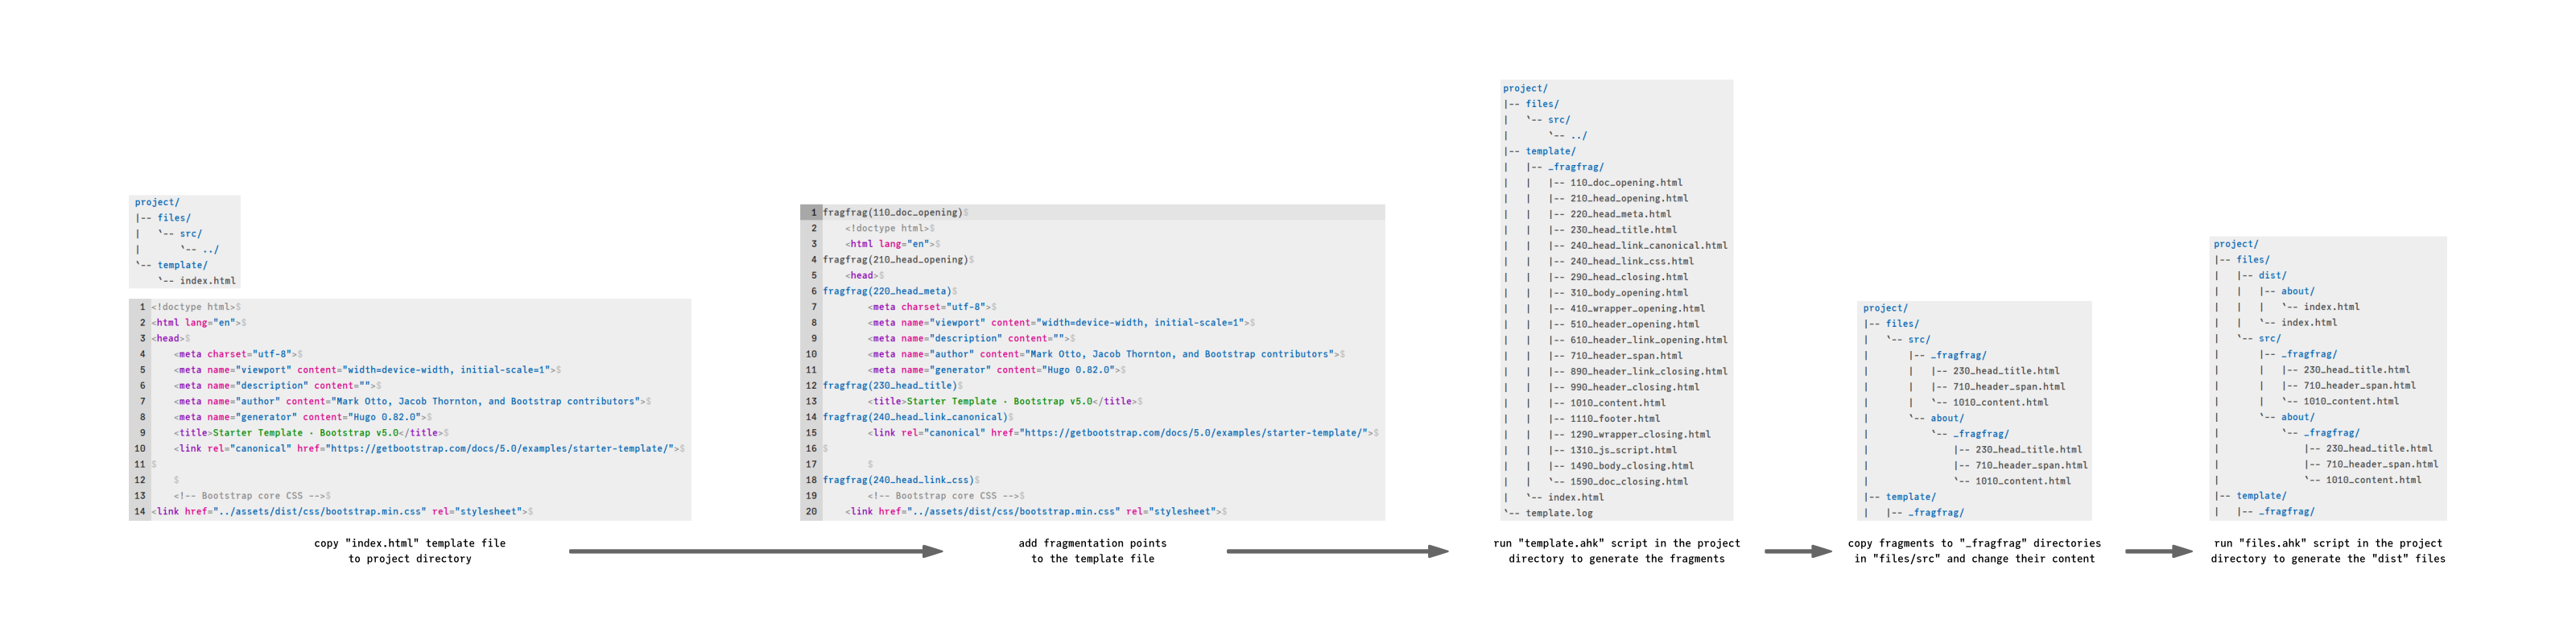 project/
|-- files/
|   `-- src/
|       `-- ../
`-- template/
    `-- index.html
1 <!doctype html>$
2 <html lang="en">$
3 <head>$
4     <meta charset="utf-8">$
5     <meta name="viewport" content="width=device-width, initial-scale=1">$
6     <meta name="description" content="">$
7     <meta name="author" content="Mark Otto, Jacob Thornton, and Bootstrap contributors">$
8     <meta name="generator" content="Hugo 0.82.0">$
9     <title>Starter Template · Bootstrap v5.0</title>$
10     <link rel="canonical" href="https://getbootstrap.com/docs/5.0/examples/starter-template/">$
11 $
12     $
13     <!-- Bootstrap core CSS -->$
14 <link href="../assets/dist/css/bootstrap.min.css" rel="stylesheet">$
copy "index.html" template file
to project directory
1 fragfrag(110_doc_opening)$
2     <!doctype html>$
3     <html lang="en">$
4 fragfrag(210_head_opening)$
5     <head>$
6 fragfrag(220_head_meta)$
7         <meta charset="utf-8">$
8         <meta name="viewport" content="width=device-width, initial-scale=1">$
9         <meta name="description" content="">$
10         <meta name="author" content="Mark Otto, Jacob Thornton, and Bootstrap contributors">$
11         <meta name="generator" content="Hugo 0.82.0">$
12 fragfrag(230_head_title)$
13         <title>Starter Template · Bootstrap v5.0</title>$
14 fragfrag(240_head_link_canonical)$
15         <link rel="canonical" href="https://getbootstrap.com/docs/5.0/examples/starter-template/">$
16 $
17         $
18 fragfrag(240_head_link_css)$
19         <!-- Bootstrap core CSS -->$
20     <link href="../assets/dist/css/bootstrap.min.css" rel="stylesheet">$
add fragmentation points
to the template file
project/
|-- files/
|   `-- src/
|       `-- ../
|-- template/
|   |-- _fragfrag/
|   |   |-- 110_doc_opening.html
|   |   |-- 210_head_opening.html
|   |   |-- 220_head_meta.html
|   |   |-- 230_head_title.html
|   |   |-- 240_head_link_canonical.html
|   |   |-- 240_head_link_css.html
|   |   |-- 290_head_closing.html
|   |   |-- 310_body_opening.html
|   |   |-- 410_wrapper_opening.html
|   |   |-- 510_header_opening.html
|   |   |-- 610_header_link_opening.html
|   |   |-- 710_header_span.html
|   |   |-- 890_header_link_closing.html
|   |   |-- 990_header_closing.html
|   |   |-- 1010_content.html
|   |   |-- 1110_footer.html
|   |   |-- 1290_wrapper_closing.html
|   |   |-- 1310_js_script.html
|   |   |-- 1490_body_closing.html
|   |   `-- 1590_doc_closing.html
|   `-- index.html
`-- template.log
run "template.ahk" script in the project
directory to generate the fragments
project/
|-- files/
|   `-- src/
|       |-- _fragfrag/
|       |   |-- 230_head_title.html
|       |   |-- 710_header_span.html
|       |   `-- 1010_content.html
|       `-- about/
|           `-- _fragfrag/
|               |-- 230_head_title.html
|               |-- 710_header_span.html
|               `-- 1010_content.html
|-- template/
|   |-- _fragfrag/
copy fragments to "_fragfrag" directories
in "files/src" and change their content
project/
|-- files/
|   |-- dist/
|   |   |-- about/
|   |   |   `-- index.html
|   |   `-- index.html
|   `-- src/
|       |-- _fragfrag/
|       |   |-- 230_head_title.html
|       |   |-- 710_header_span.html
|       |   `-- 1010_content.html
|       `-- about/
|           `-- _fragfrag/
|               |-- 230_head_title.html
|               |-- 710_header_span.html
|               `-- 1010_content.html
|-- template/
|   |-- _fragfrag/
run "files.ahk" script in the project
directory to generate the "dist" files